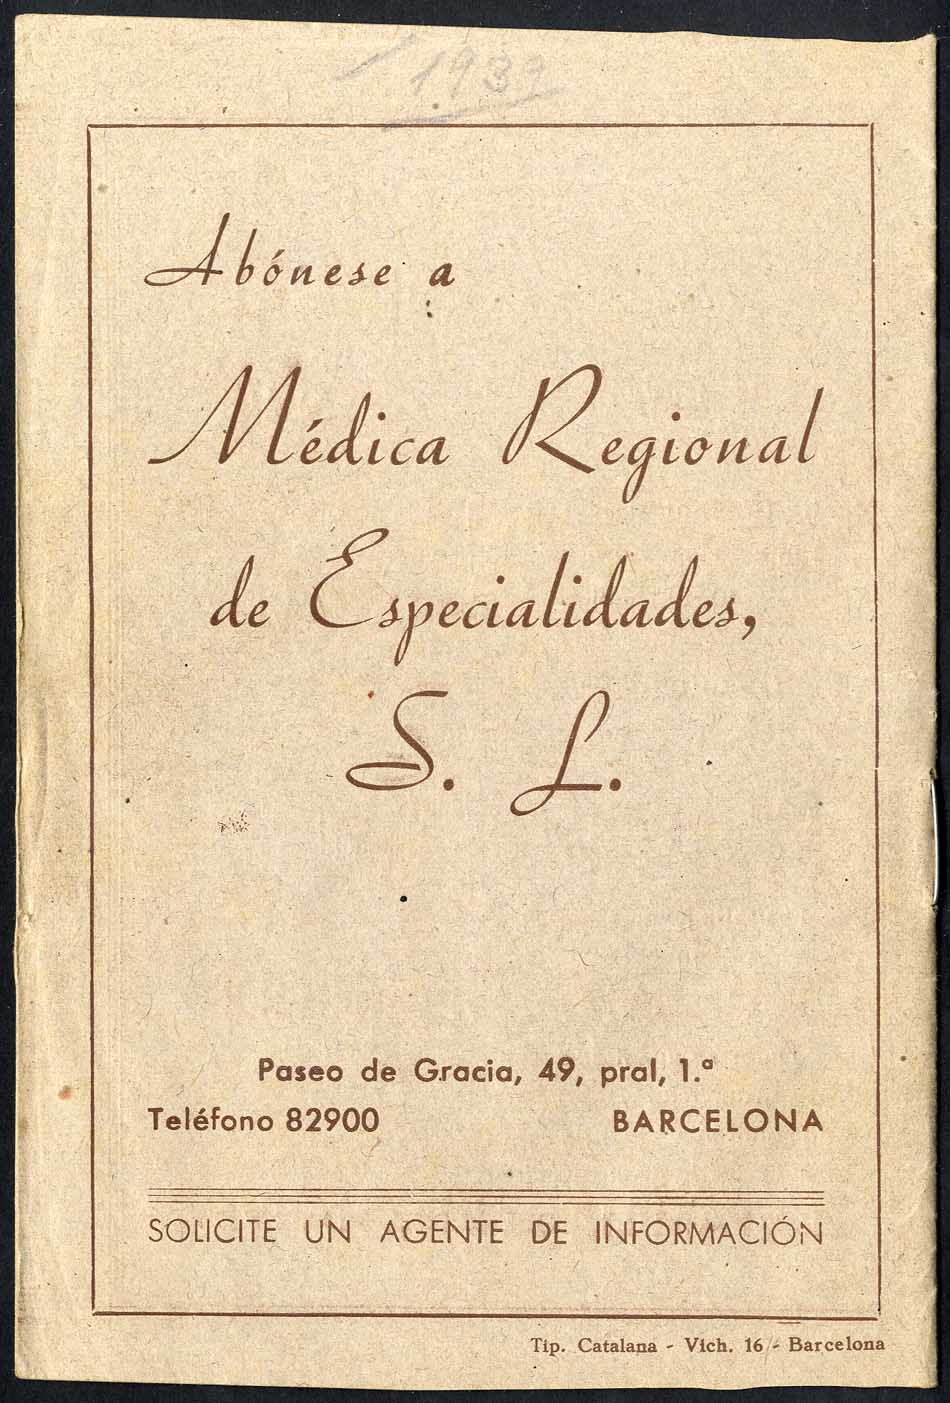 1939
Abónese a
Médica Regional
de Especialidades,
S. L.
Paseo de Gracia, 49, pral, 1.ª
Teléfono 82900 BARCELONA
SOLICITE UN AGENTE DE INFORMACIÓN
Tip. Catalana - Vich. 16 - Barcelona